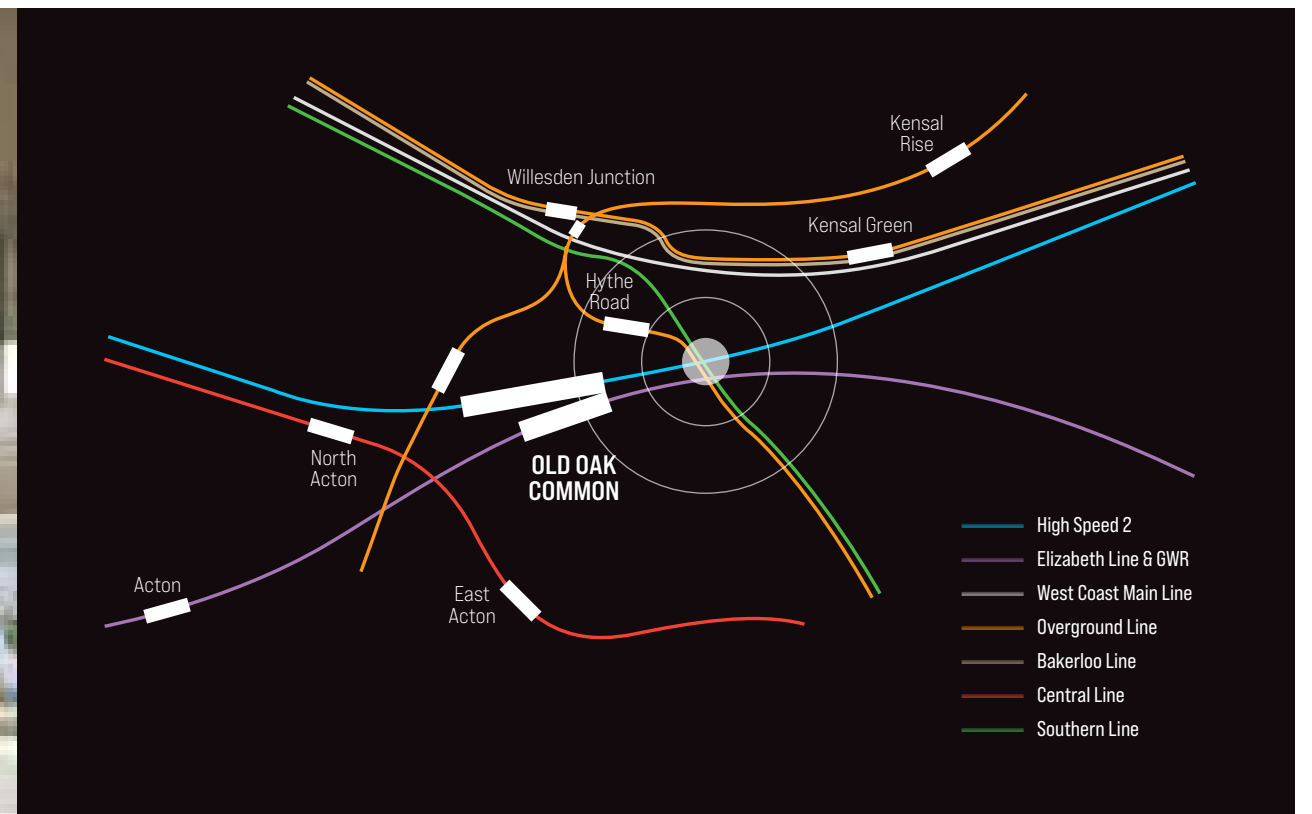 Kensal
Rise
Willesden Junction
Kensal Green
Hythe
Road
North
Acton
OLD OAK
COMMON
Acton
East
Acton
High Speed 2
Elizabeth Line & GWR
West Coast Main Line
Overground Line
Bakerloo Line
Central Line
Southern Line